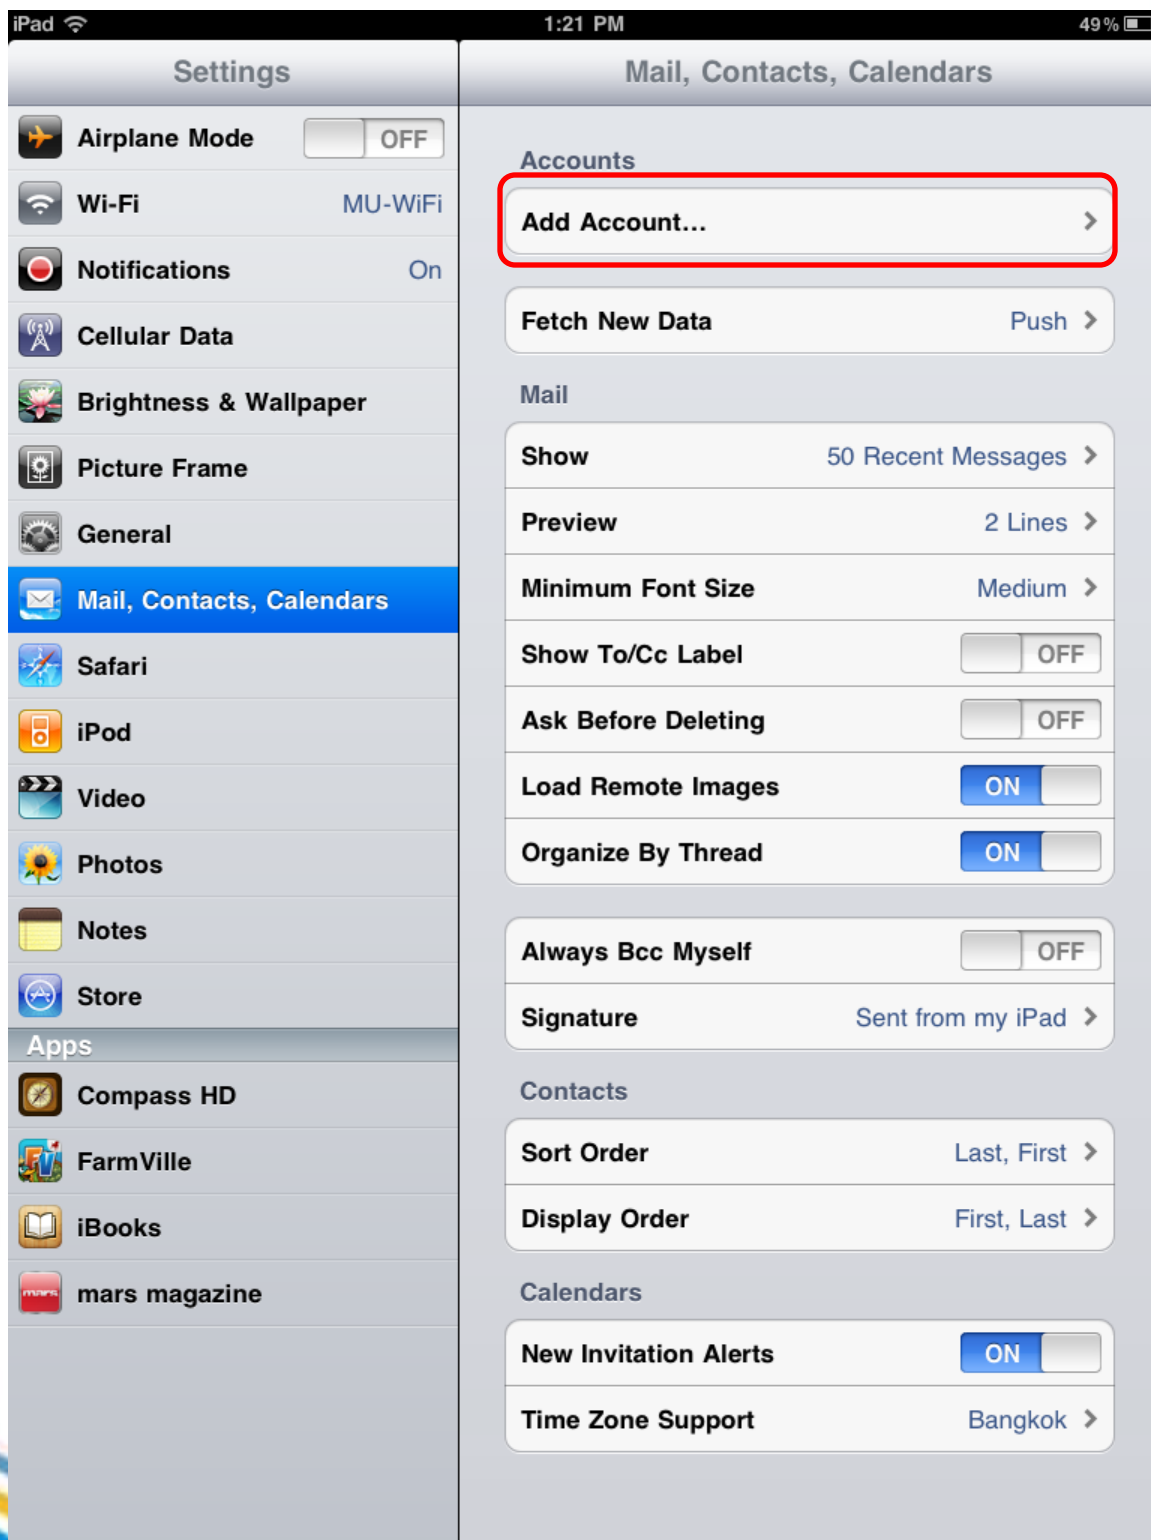 iPad 1:21 PM 49%
Settings
Airplane Mode OFF
Wi-Fi MU-WiFi
Notifications On
Cellular Data
Brightness & Wallpaper
Picture Frame
General
Mail, Contacts, Calendars
Safari
iPod
Video
Photos
Notes
Store
Apps
Compass HD
FarmVille
iBooks
mars mars magazine
Mail, Contacts, Calendars
Accounts
Add Account...
Fetch New Data Push
Mail
Show 50 Recent Messages
Preview 2 Lines
Minimum Font Size Medium
Show To/Cc Label OFF
Ask Before Deleting OFF
Load Remote Images ON
Organize By Thread ON
Always Bcc Myself OFF
Signature Sent from my iPad
Contacts
Sort Order Last, First
Display Order First, Last
Calendars
New Invitation Alerts ON
Time Zone Support Bangkok